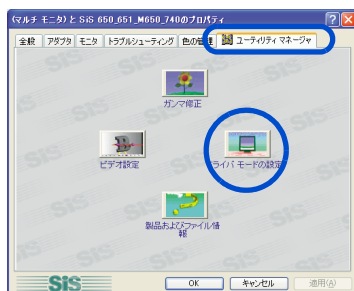 (マルチ モニタ) と SiS 650_651_M650_740のプロパティ
全般 アダプタ モニタ トラブルシューティング 色の管理 ユーティリティ マネージャ
ガンマ修正
ビデオ設定
ドライバ モードの設定
製品およびファイル情
報
SiS
OK キャンセル 適用(A)